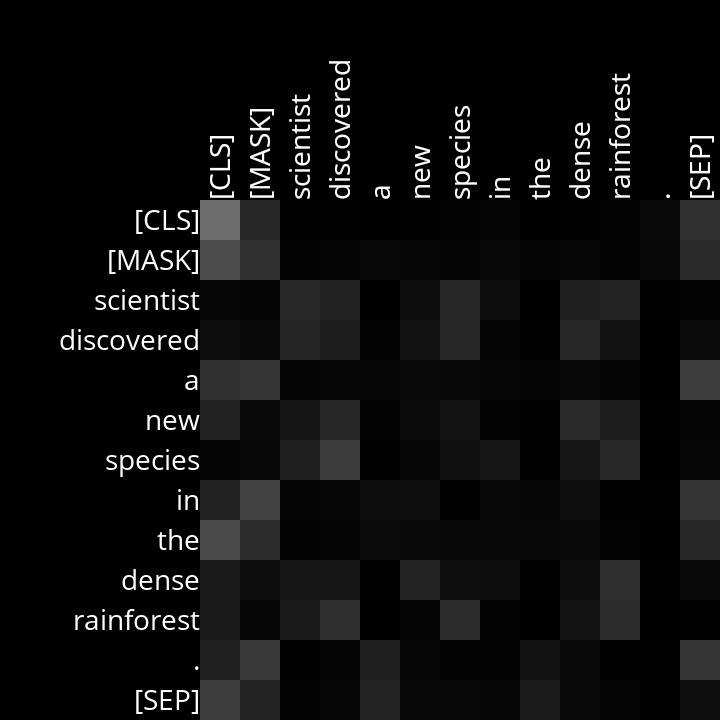 [CLS]
[MASK]
scientist
discovered
a
new
species
in
the
dense
rainforest
.
[SEP]
[CLS]
[MASK]
scientist
discovered
a
new
species
in
the
dense
rainforest
.
[SEP]